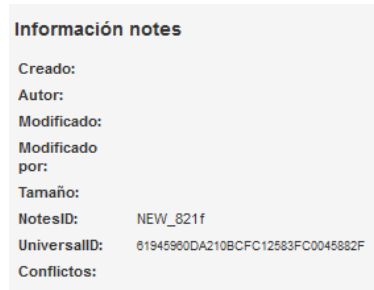 Información notes
Creado:
Autor:
Modificado:
Modificado
por:
Tamaño:
NotesID: NEW_821f
UniversalID: 61945960DA210BCFC12583FC0045882F
Conflictos: